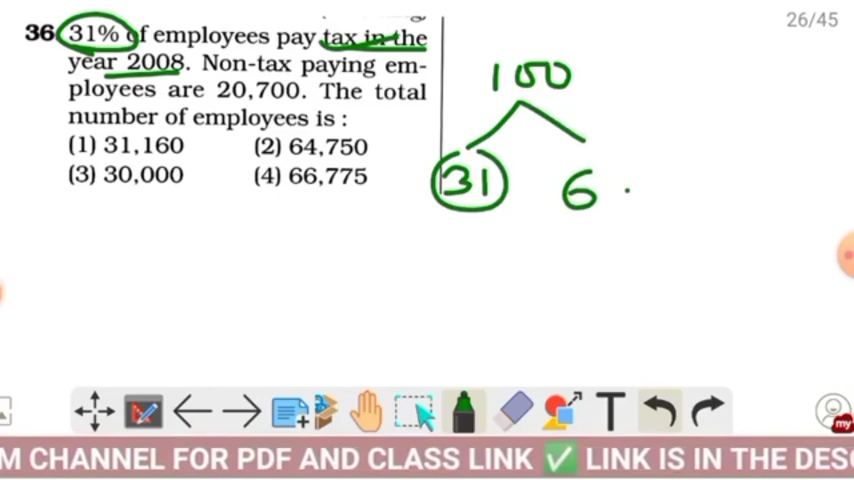 26/45
36. 31% of employees pay tax in the
year 2008. Non-tax paying em-
ployees are 20,700. The total
number of employees is :
(1) 31,160 (2) 64,750
(3) 30,000 (4) 66,775
100
31 6
T
my
M CHANNEL FOR PDF AND CLASS LINK ✅ LINK IS IN THE DESC